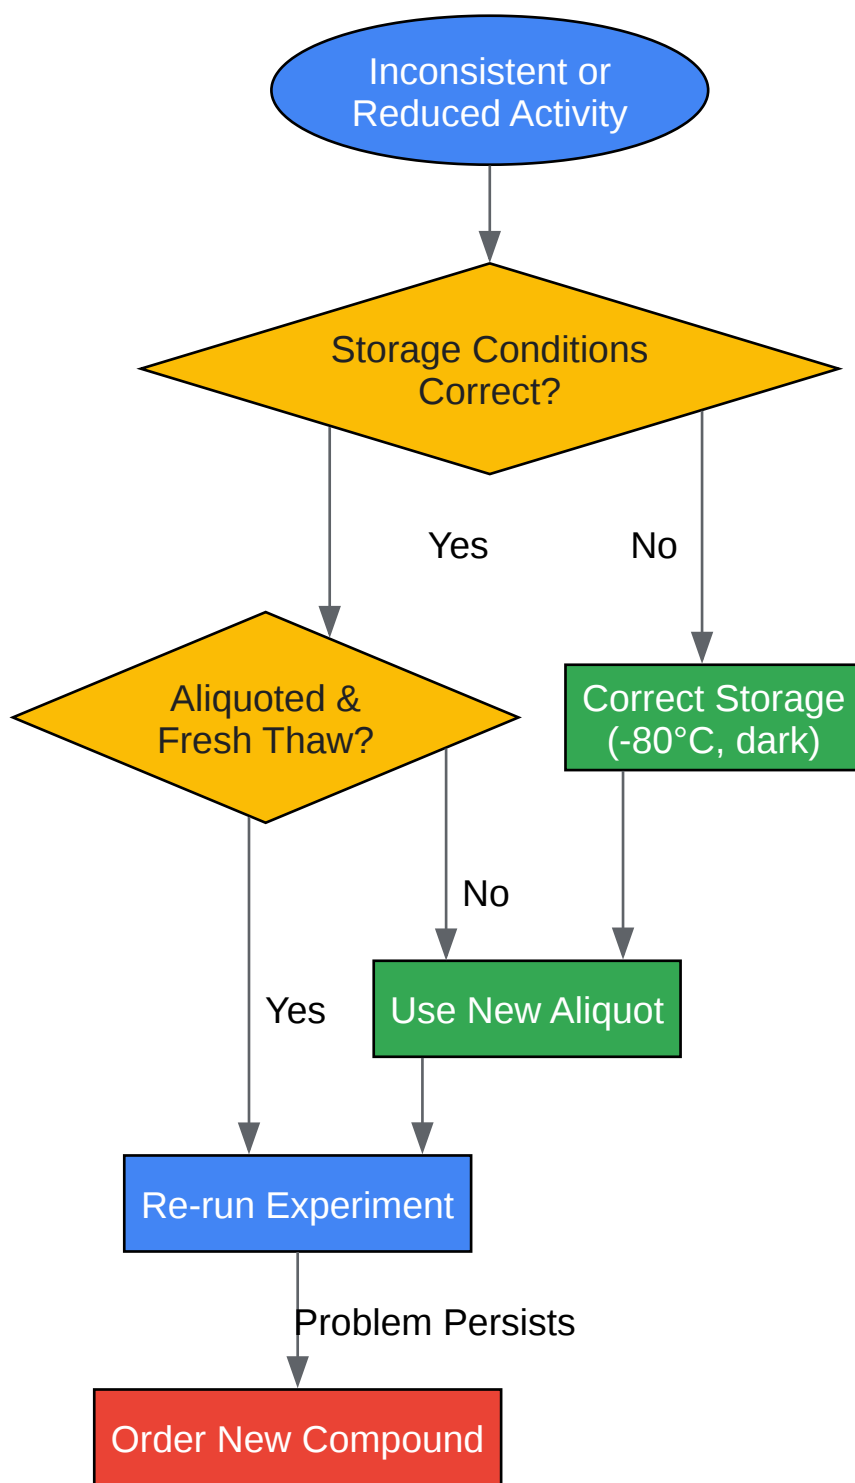 Inconsistent or
Reduced Activity
Storage Conditions
Correct?
Yes
No
Aliquoted &
Fresh Thaw?
Correct Storage
(-80°C, dark)
No
Yes
Use New Aliquot
Re-run Experiment
Problem Persists
Order New Compound